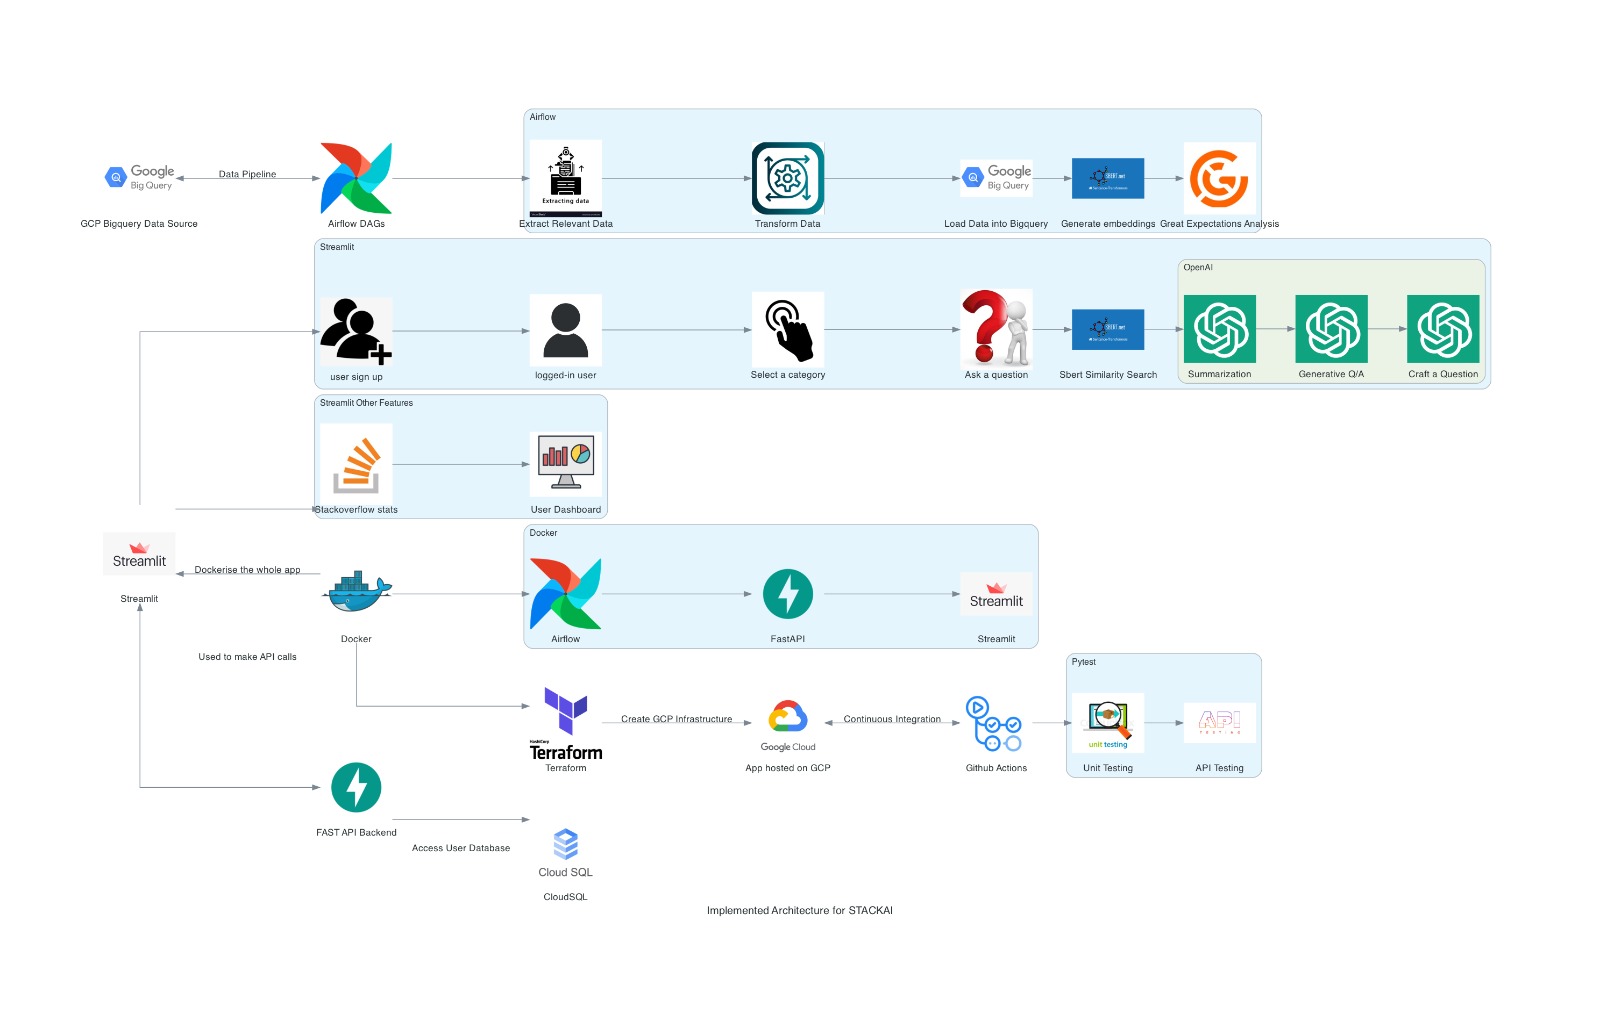 Airflow
Google
Big Query
Data Pipeline
Extracting data
Google
Big Query
SBERT.net
GCP Bigquery Data Source
Airflow DAGs
Extract Relevant Data
Transform Data
Load Data into Bigquery
Generate embeddings
Great Expectations Analysis
Streamlit
OpenAI
SBERT.net
user sign up
logged-in user
Select a category
Ask a question
Sbert Similarity Search
Summarization
Generative Q/A
Craft a Question
Streamlit Other Features
Stackoverflow stats
User Dashboard
Docker
Streamlit
Dockerise the whole app
Streamlit
Streamlit
Docker
Airflow
FastAPI
Streamlit
Used to make API calls
Pytest
HashiCorp
Terraform
Terraform
Create GCP Infrastructure
Google Cloud
App hosted on GCP
Continuous Integration
Github Actions
unit testing
Unit Testing
API
TESTING
API Testing
FAST API Backend
Access User Database
Cloud SQL
CloudSQL
Implemented Architecture for STACKAI